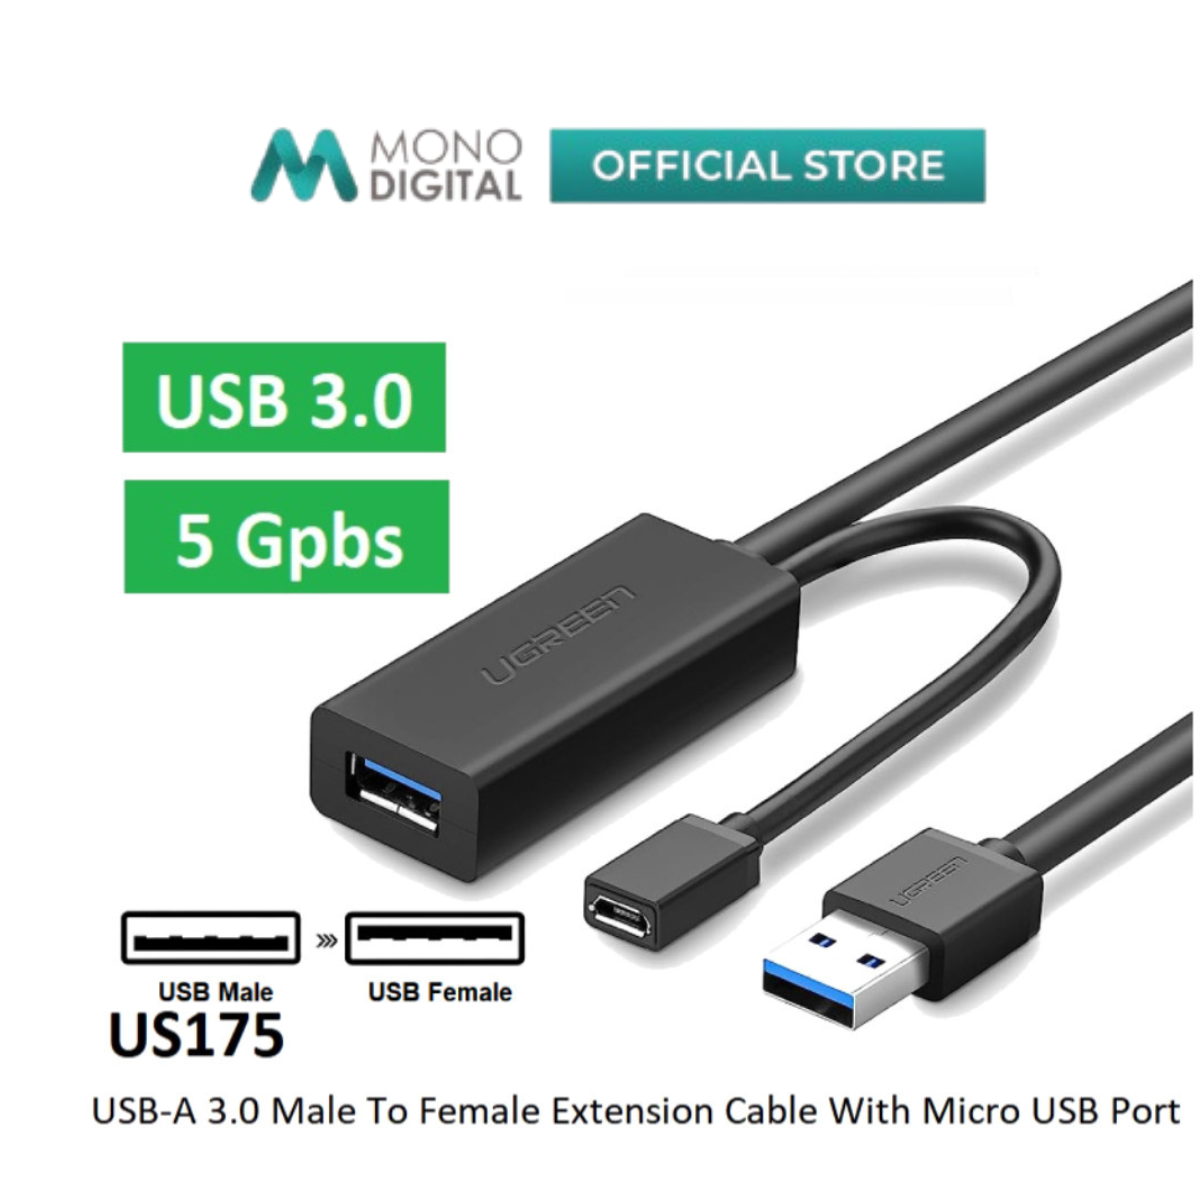 MONO
DIGITAL
OFFICIAL STORE
USB 3.0
5 Gpbs
UGREEN
UGREEN
USB Male
USB Female
US175
USB-A 3.0 Male To Female Extension Cable With Micro USB Port